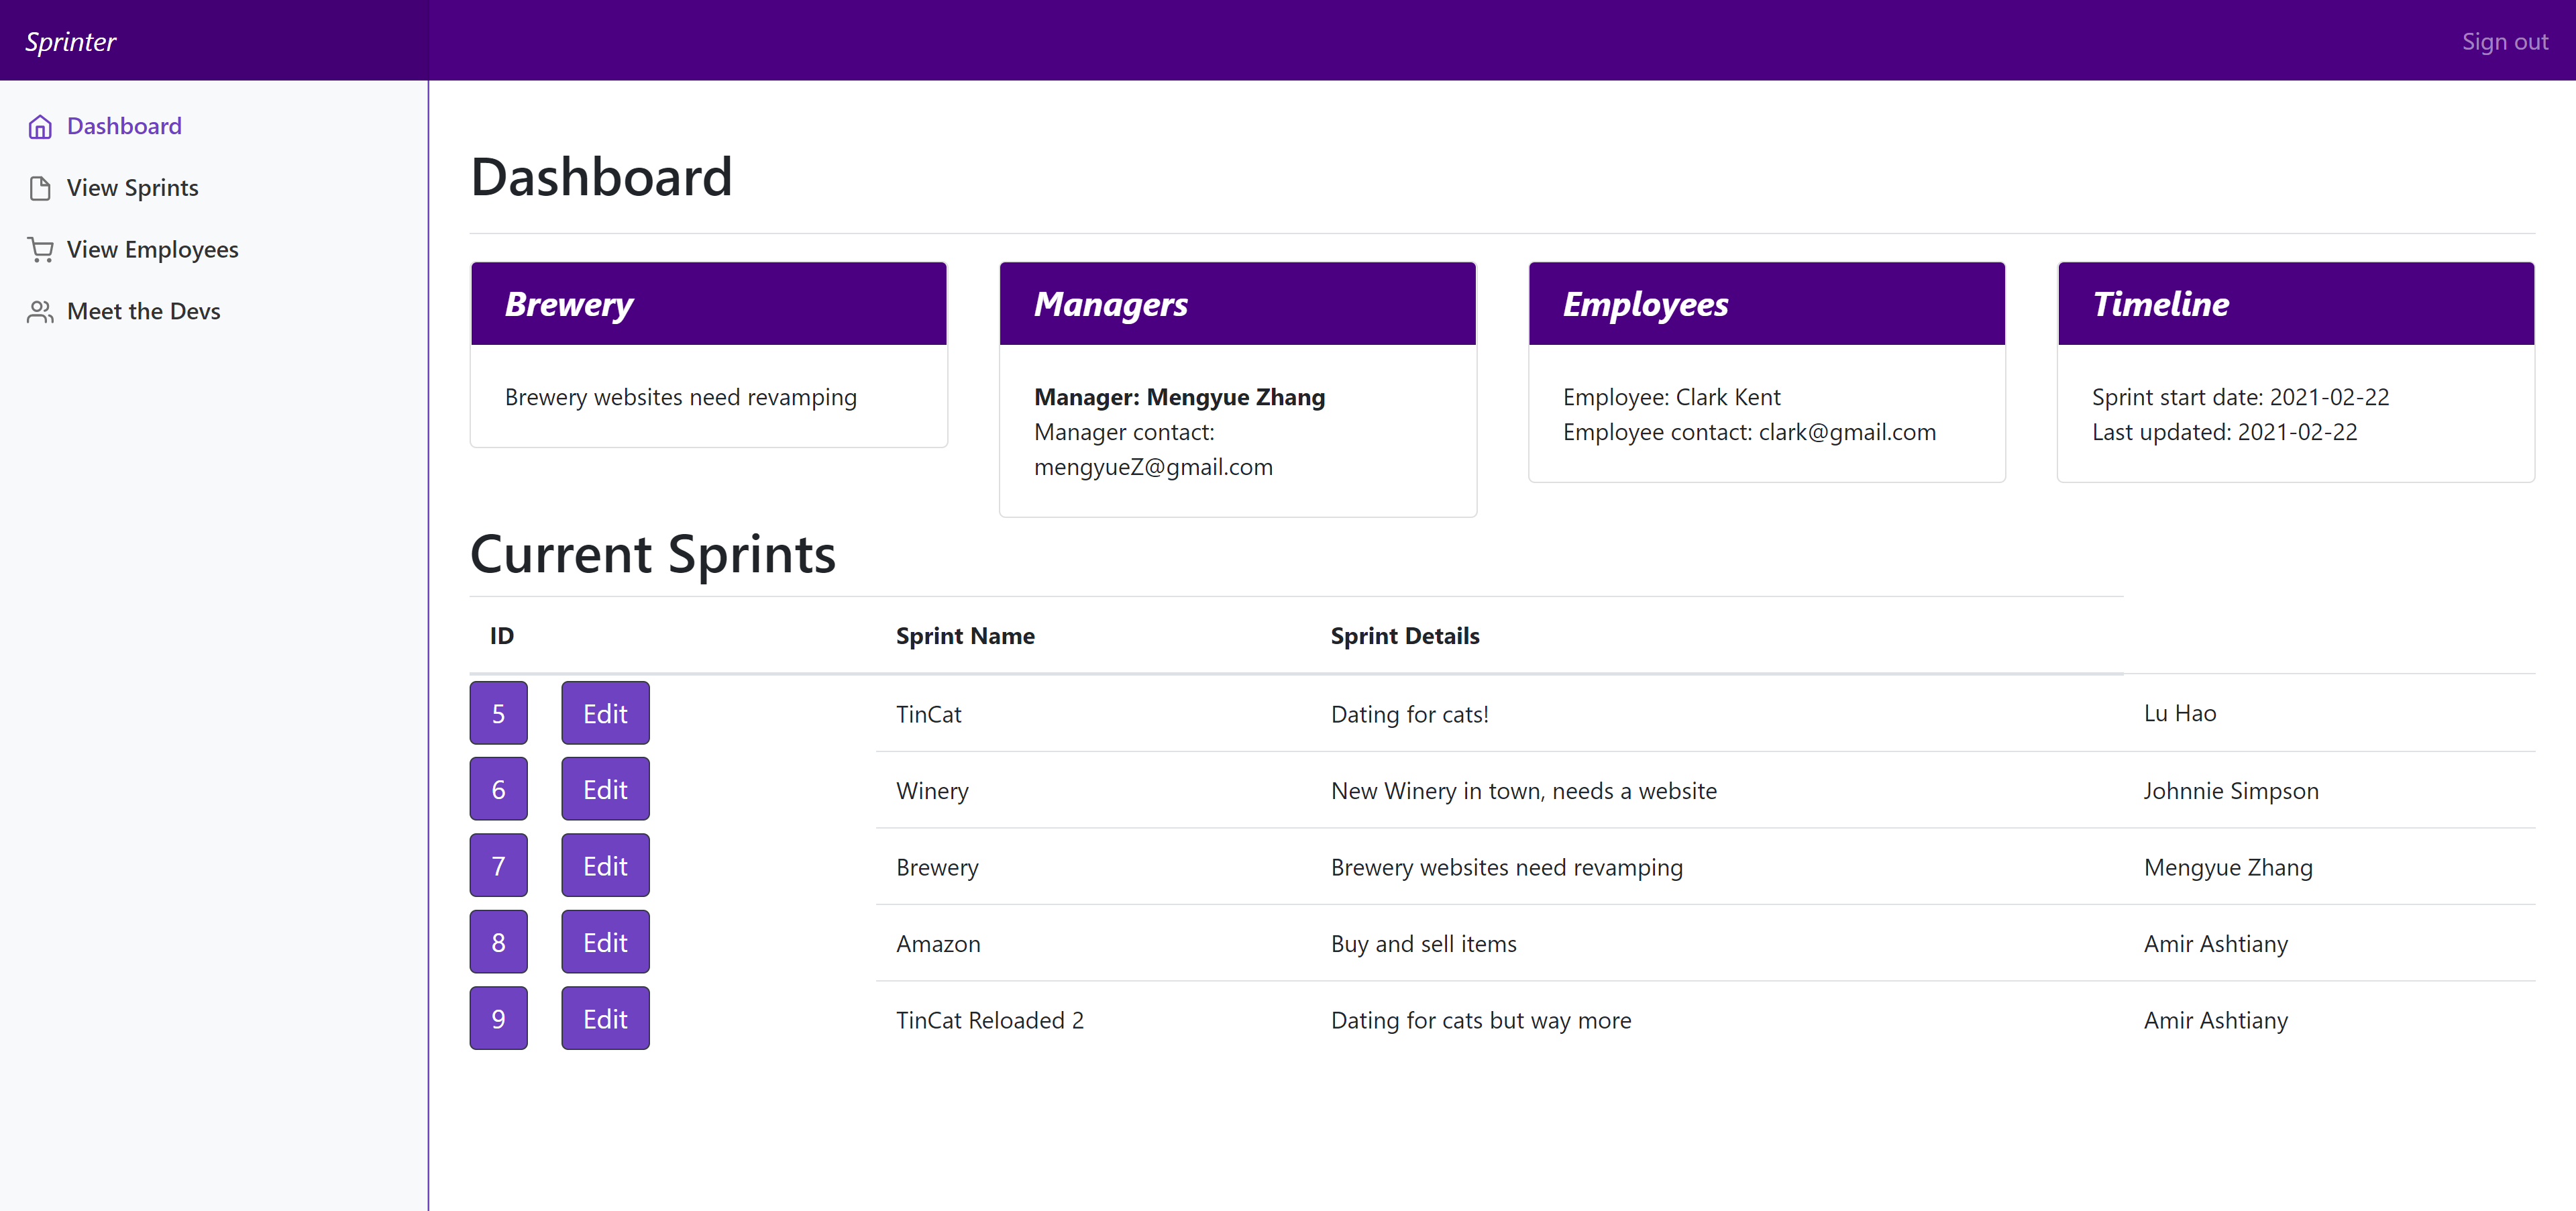 Sprinter
Sign out
Dashboard
View Sprints
View Employees
Meet the Devs
Dashboard
Brewery
Brewery websites need revamping
Managers
Manager: Mengyue Zhang
Manager contact:
mengyueZ@gmail.com
Employees
Employee: Clark Kent
Employee contact: clark@gmail.com
Timeline
Sprint start date: 2021-02-22
Last updated: 2021-02-22
Current Sprints
ID Sprint Name Sprint Details
5 Edit TinCat Dating for cats! Lu Hao
6 Edit Winery New Winery in town, needs a website Johnnie Simpson
7 Edit Brewery Brewery websites need revamping Mengyue Zhang
8 Edit Amazon Buy and sell items Amir Ashtiany
9 Edit TinCat Reloaded 2 Dating for cats but way more Amir Ashtiany